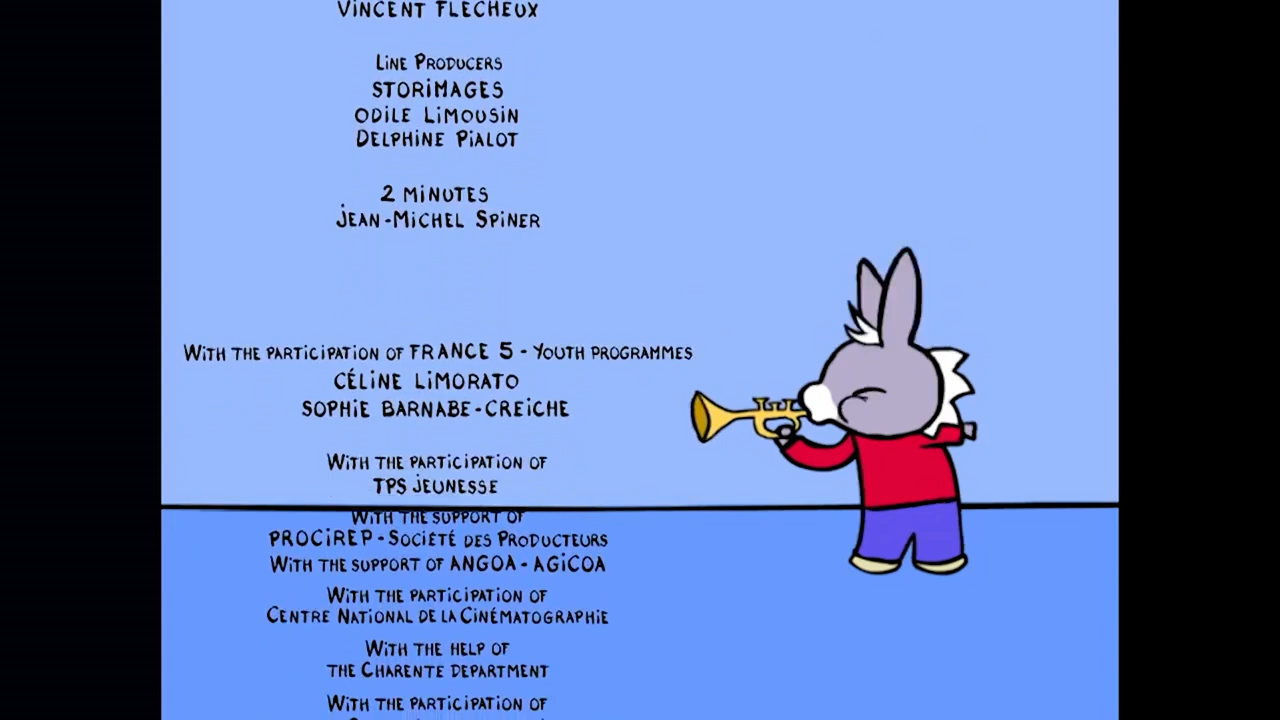 VINCENT FLECHEUX
LINE PRODUCERS
STORIMAGES
ODILE LIMOUSIN
DELPHINE PIALOT
2 MINUTES
JEAN-MICHEL SPINER
WITH THE PARTICIPATION OF FRANCE 5 - YOUTH PROGRAMMES
CÉLINE LIMORATO
SOPHIE BARNABE-CREICHE
WITH THE PARTICIPATION OF
TPS JEUNESSE
WITH THE SUPPORT OF
PROCIREP - SOCIÉTÉ DES PRODUCTEURS
WITH THE SUPPORT OF ANGOA - AGICOA
WITH THE PARTICIPATION OF
CENTRE NATIONAL DE LA CINÉMATOGRAPHIE
WITH THE HELP OF
THE CHARENTE DEPARTMENT
WITH THE PARTICIPATION OF